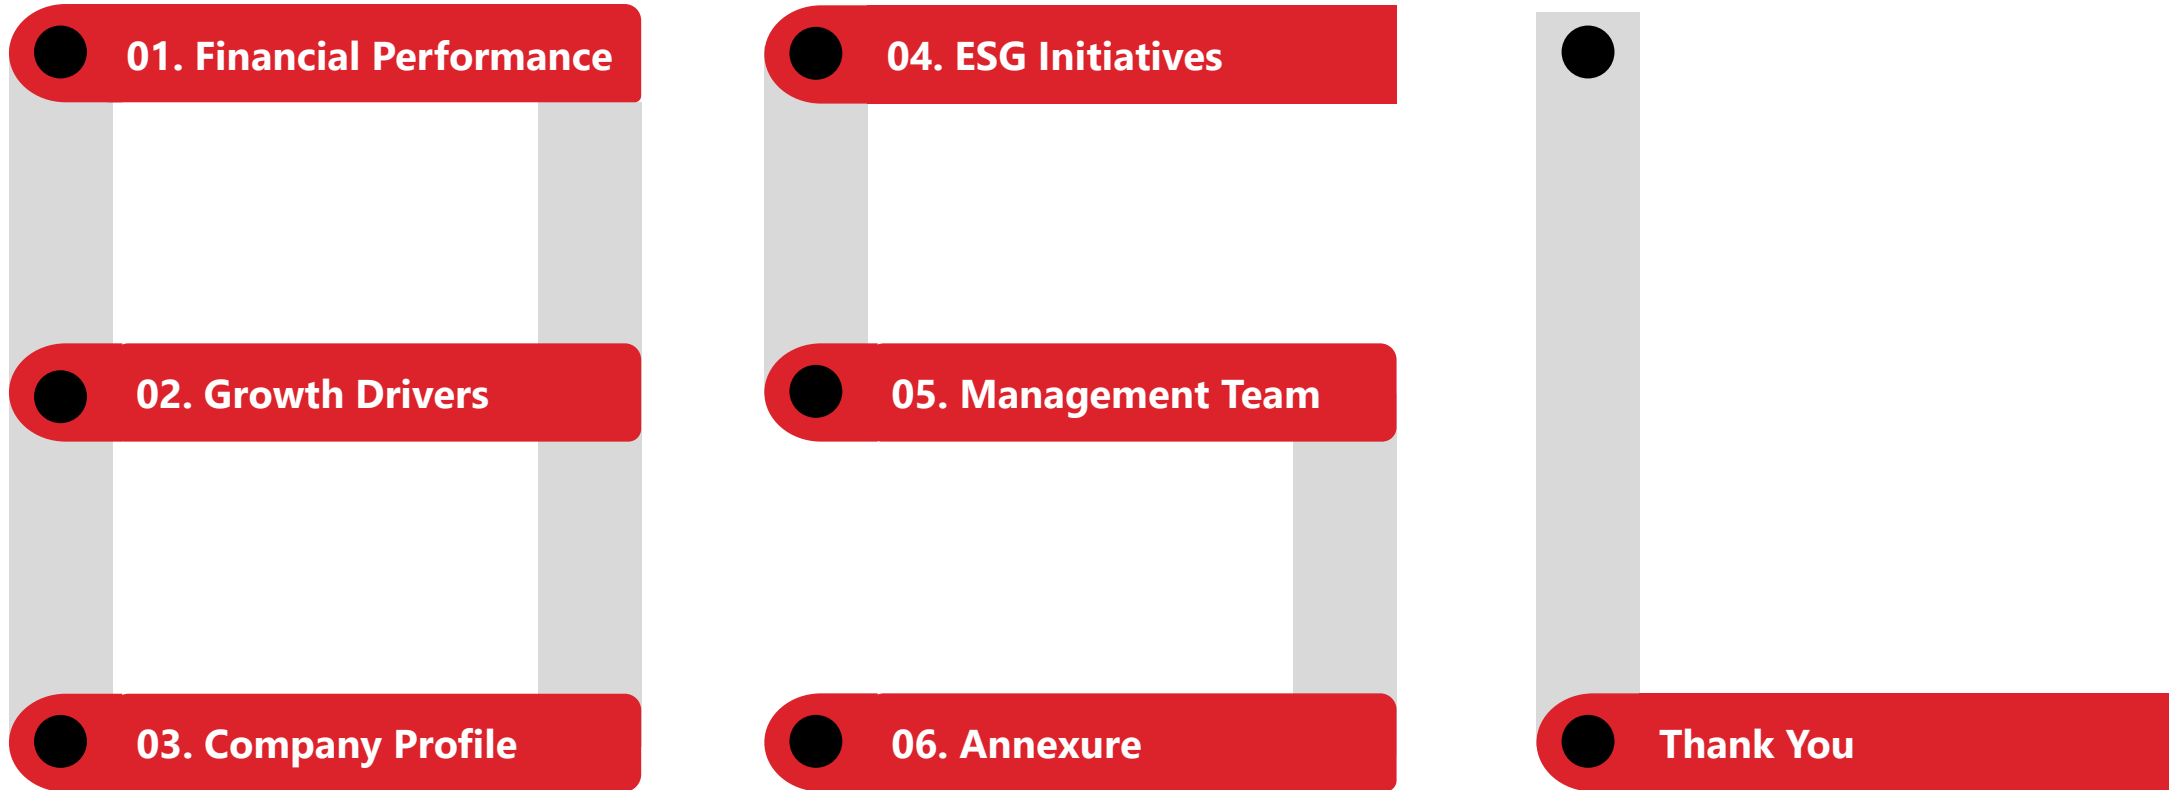 01. Financial Performance
02. Growth Drivers
03. Company Profile
04. ESG Initiatives
05. Management Team
06. Annexure
Thank You